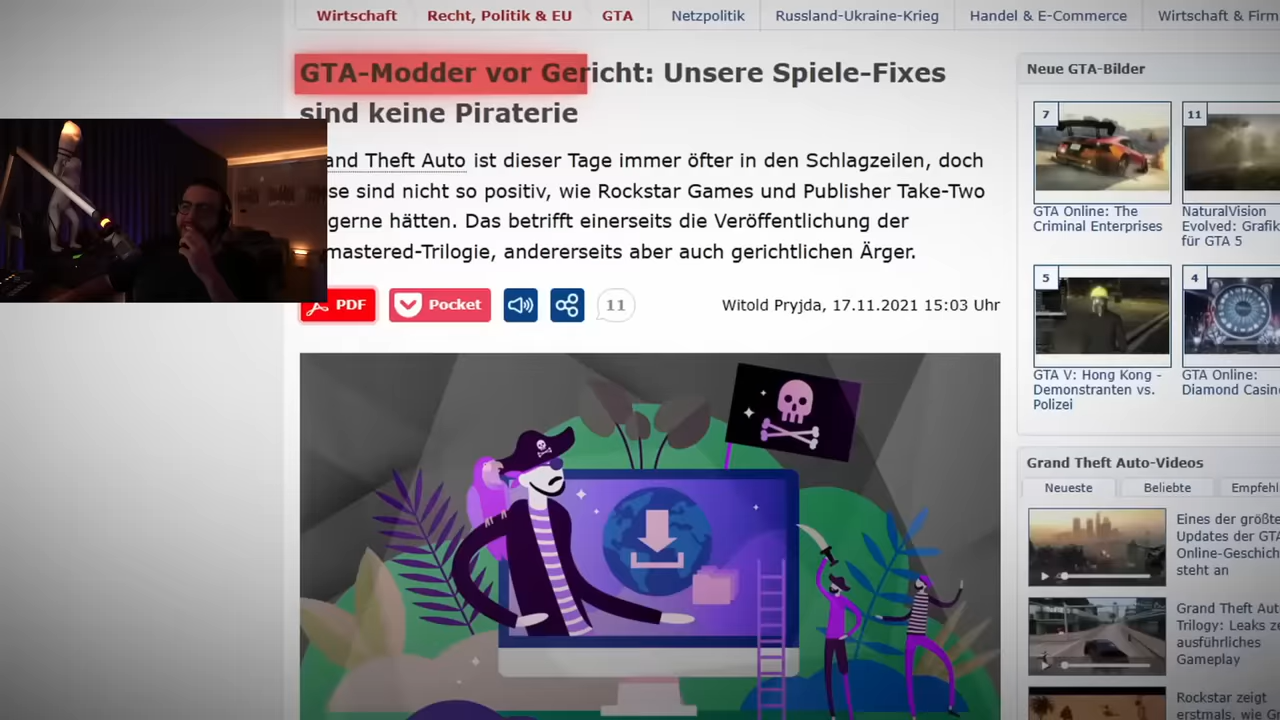 Wirtschaft Recht, Politik & EU GTA Netzpolitik Russland-Ukraine-Krieg Handel & E-Commerce Wirtschaft & Firm
GTA-Modder vor Gericht: Unsere Spiele-Fixes
sind keine Piraterie
and Theft Auto ist dieser Tage immer öfter in den Schlagzeilen, doch
se sind nicht so positiv, wie Rockstar Games und Publisher Take-Two
gerne hätten. Das betrifft einerseits die Veröffentlichung der
mastered-Trilogie, andererseits aber auch gerichtlichen Ärger.
PDF Pocket 11 Witold Pryjda, 17.11.2021 15:03 Uhr
Neue GTA-Bilder
7 11
GTA Online: The
Criminal Enterprises
NaturalVision
Evolved: Grafik
für GTA 5
5 4
GTA V: Hong Kong -
Demonstranten vs.
Polizei
GTA Online:
Diamond Casin
Grand Theft Auto-Videos
Neueste Beliebte Empfehl
Eines der größte
Updates der GTA
Online-Geschich
steht an
Grand Theft Aut
Trilogy: Leaks ze
ausführliches
Gameplay
Rockstar zeigt
erstmals, wie G